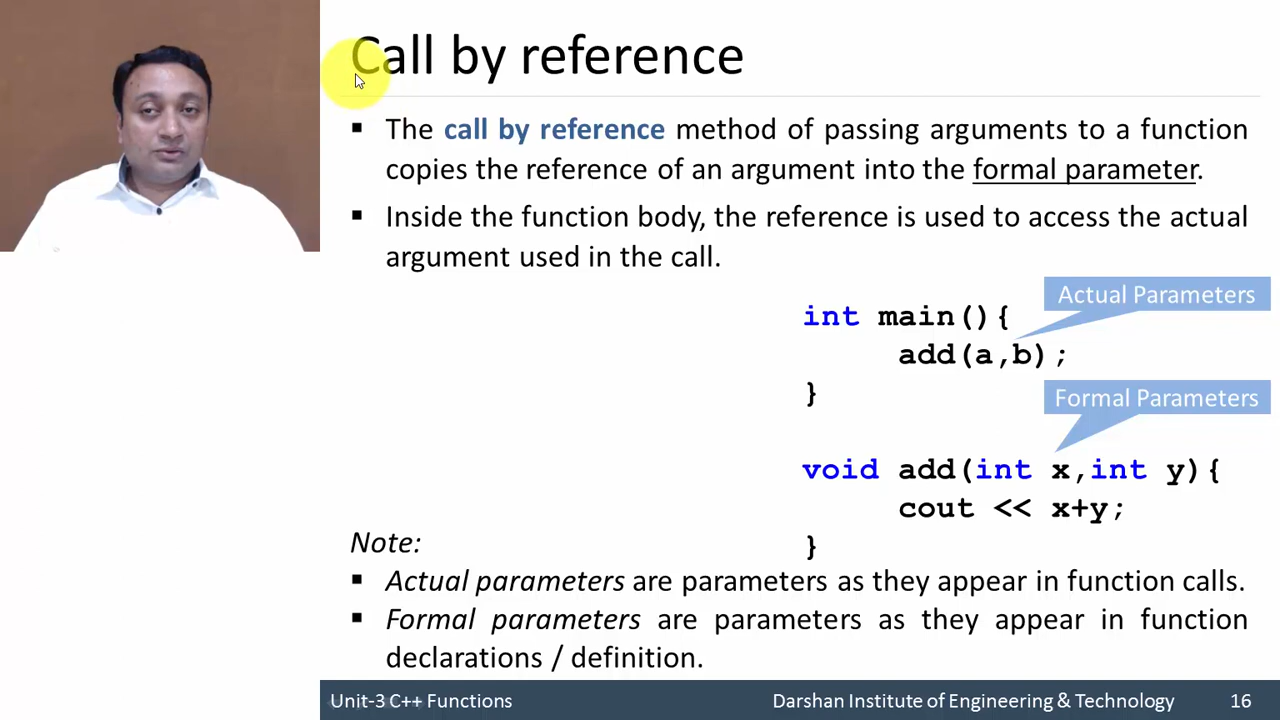 Call by reference
▪ The call by reference method of passing arguments to a function
copies the reference of an argument into the formal parameter.
▪ Inside the function body, the reference is used to access the actual
argument used in the call.
Actual Parameters
int main(){
add(a,b);
}
Formal Parameters
void add(int x,int y){
cout << x+y;
}
Note:
▪ Actual parameters are parameters as they appear in function calls.
▪ Formal parameters are parameters as they appear in function
declarations / definition.
Unit-3 C++ Functions Darshan Institute of Engineering & Technology 16